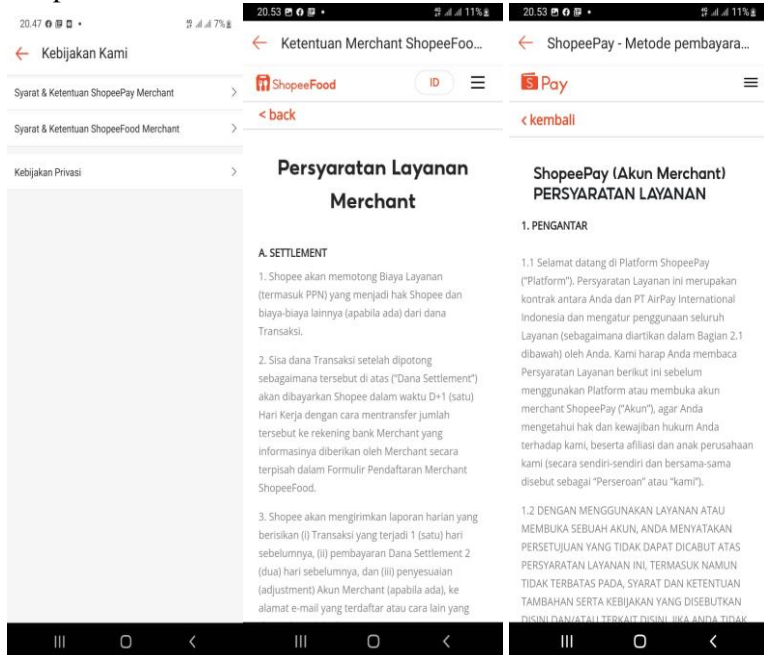 20.47
7%
Kebijakan Kami
Syarat & Ketentuan ShopeePay Merchant
Syarat & Ketentuan ShopeeFood Merchant
Kebijakan Privasi
20.53
11%
Ketentuan Merchant ShopeeFoo...
ShopeeFood
ID
< back
Persyaratan Layanan
Merchant
A. SETTLEMENT
1. Shopee akan memotong Biaya Layanan
(termasuk PPN) yang menjadi hak Shopee dan
biaya-biaya lainnya (apabila ada) dari dana
Transaksi.
2. Sisa dana Transaksi setelah dipotong
sebagaimana tersebut di atas ("Dana Settlement")
akan dibayarkan Shopee dalam waktu D+1 (satu)
Hari Kerja dengan cara mentransfer jumlah
tersebut ke rekening bank Merchant yang
informasinya diberikan oleh Merchant secara
terpisah dalam Formulir Pendaftaran Merchant
ShopeeFood.
3. Shopee akan mengirimkan laporan harian yang
berisikan (i) Transaksi yang terjadi 1 (satu) hari
sebelumnya, (ii) pembayaran Dana Settlement 2
(dua) hari sebelumnya, dan (iii) penyesuaian
(adjustment) Akun Merchant (apabila ada), ke
alamat e-mail yang terdaftar atau cara lain yang
20.53
11%
ShopeePay - Metode pembayara...
S Pay
< kembali
ShopeePay (Akun Merchant)
PERSYARATAN LAYANAN
1. PENGANTAR
1.1 Selamat datang di Platform ShopeePay
("Platform"). Persyaratan Layanan ini merupakan
kontrak antara Anda dan PT AirPay International
Indonesia dan mengatur penggunaan seluruh
Layanan (sebagaimana diartikan dalam Bagian 2.1
dibawah) oleh Anda. Kami harap Anda membaca
Persyaratan Layanan berikut ini sebelum
menggunakan Platform atau membuka akun
merchant ShopeePay ("Akun"), agar Anda
mengetahui hak dan kewajiban hukum Anda
terhadap kami, beserta afiliasi dan anak perusahaan
kami (secara sendiri-sendiri dan bersama-sama
disebut sebagai "Perseroan" atau "kami").
1.2 DENGAN MENGGUNAKAN LAYANAN ATAU
MEMBUKA SEBUAH AKUN, ANDA MENYATAKAN
PERSETUJUAN YANG TIDAK DAPAT DICABUT ATAS
PERSYARATAN LAYANAN INI, TERMASUK NAMUN
TIDAK TERBATAS PADA, SYARAT DAN KETENTUAN
TAMBAHAN SERTA KEBIJAKAN YANG DISEBUTKAN
DISINI DAN/ATAU TERKAIT DISINI. JIKA ANDA TIDAK